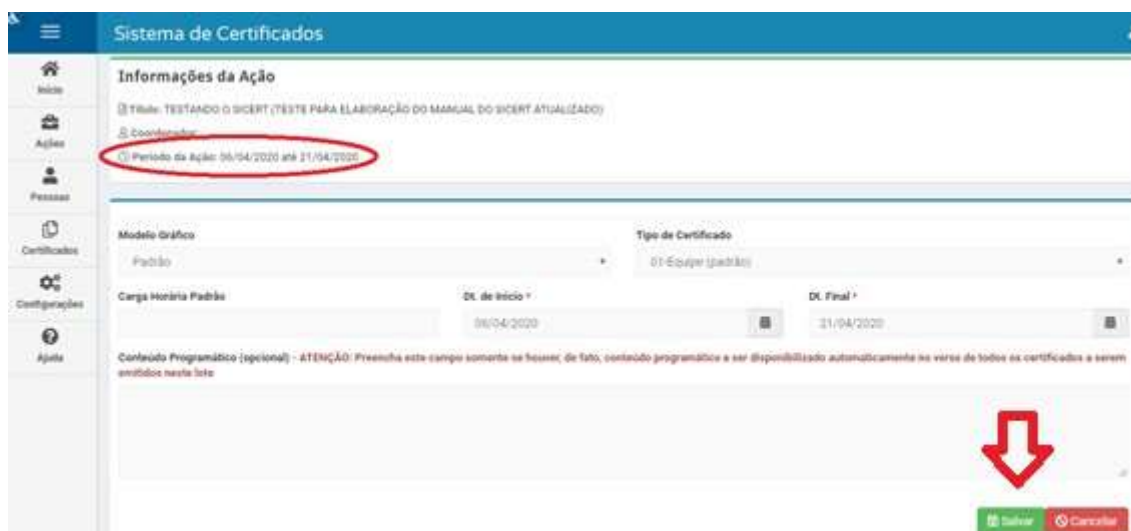 Sistema de Certificados
Início
Ações
Pessoas
Certificados
Configurações
Ajuda
Informações da Ação
Título: TESTANDO O SICERT (TESTE PARA ELABORAÇÃO DO MANUAL DO SICERT ATUALIZADO)
Coordenador:
Período da Ação: 06/04/2020 até 21/04/2020
Modelo Gráfico
Tipo de Certificado
Padrão
01-Equipe (padrão)
Carga Horária Padrão
Dt. de Início *
Dt. Final *
06/04/2020
21/04/2020
Conteúdo Programático (opcional) - ATENÇÃO: Preencha este campo somente se houver, de fato, conteúdo programático a ser disponibilizado automaticamente no verso de todos os certificados a serem
emitidos neste lote
Salvar
Cancelar